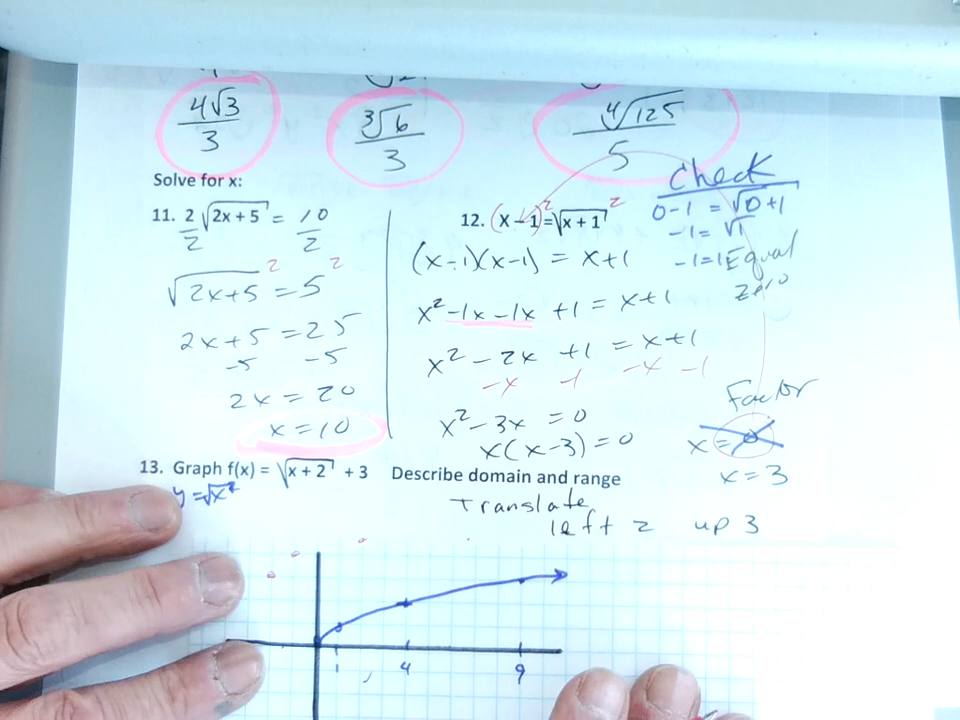 4√3/3   ∛6/3   ∜125/5
Solve for x:
11. 2√(2x + 5) = 10
2   2
√(2x+5)² = 5²
2x+5 = 25
-5   -5
2x = 20
x = 10
12. (x – 1)² = √(x + 1)²
(x-1)(x-1) = x+1
x² -1x -1x +1 = x+1
x² - 2x +1 = x+1
-x -1 -x -1
x² - 3x = 0
x(x-3) = 0
Check
0-1 = √0+1
-1 = √1
-1=1
Equal
zero
Factor
x = 0
x = 3
13. Graph f(x) = √(x + 2) + 3   Describe domain and range
Translate
left 2 up 3
1 4 9